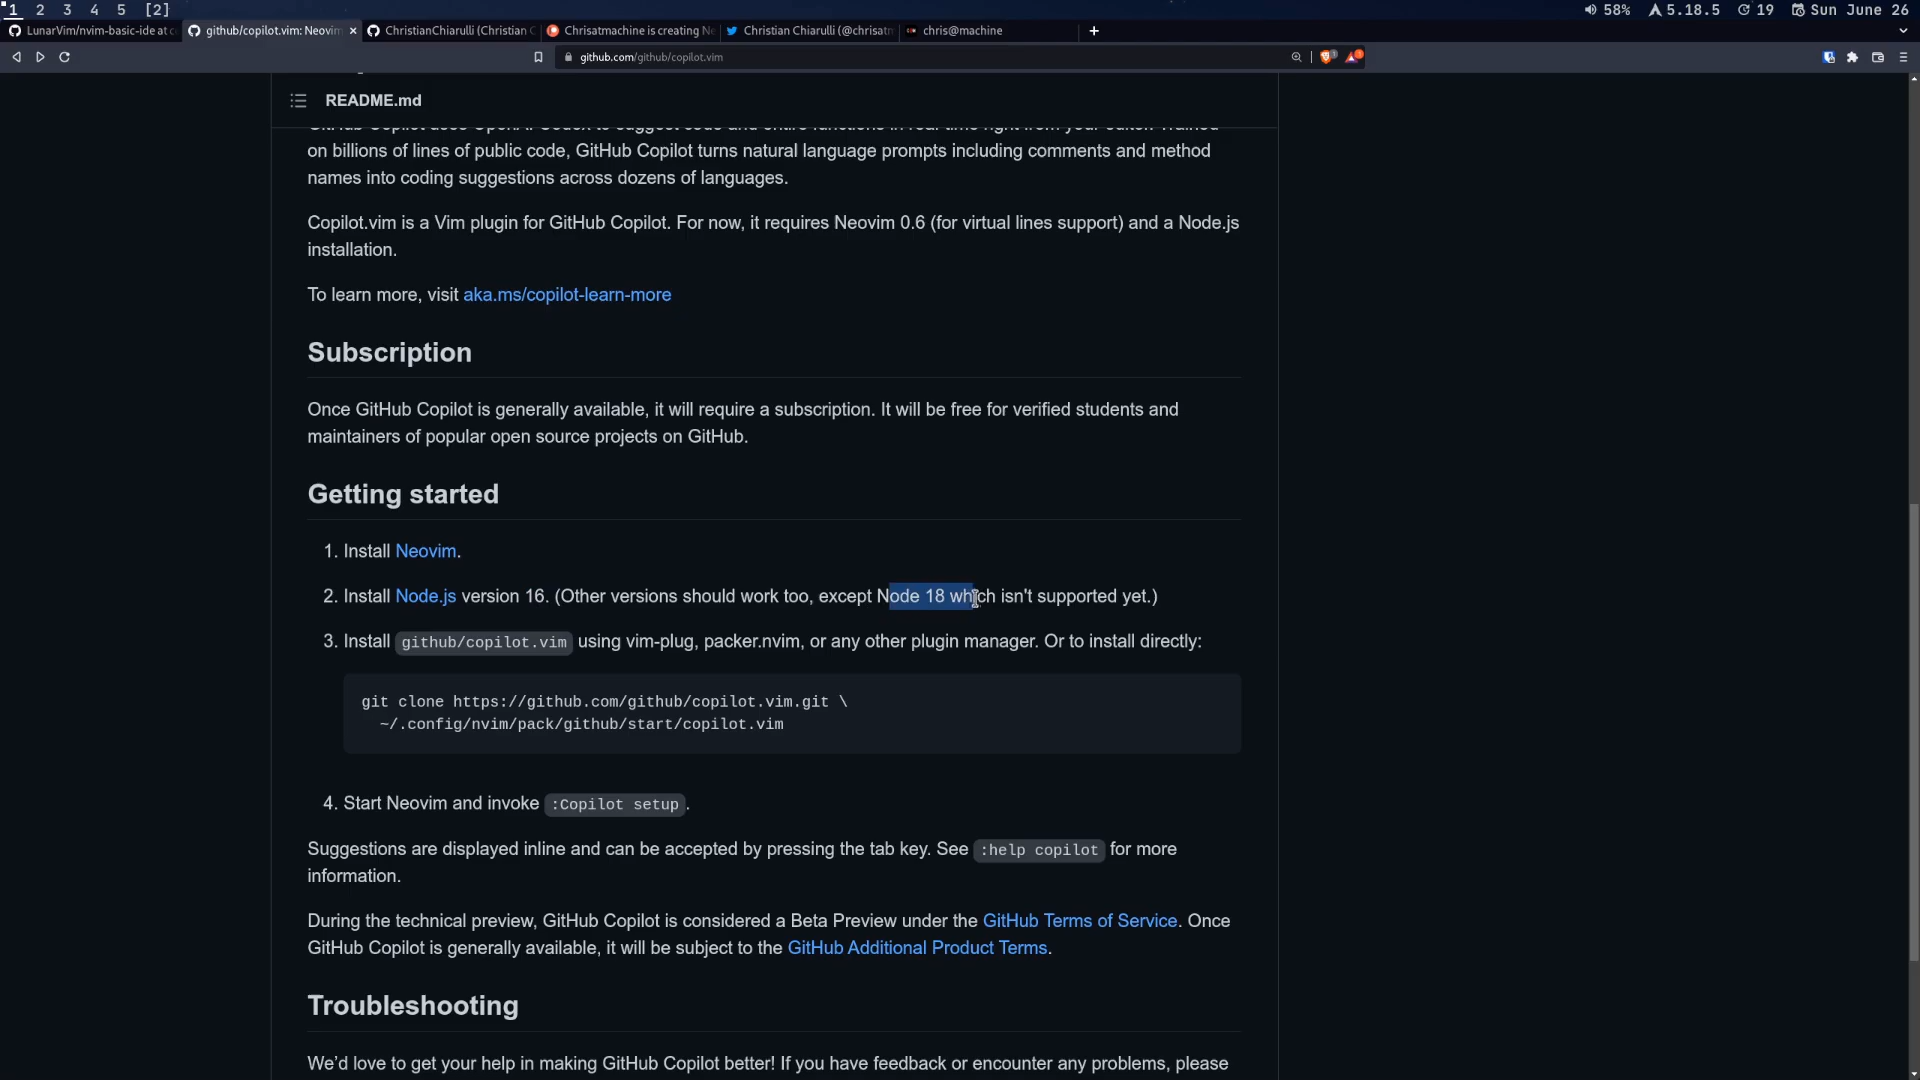 1 2 3 4 5 [2]
58% 5.18.5 19 Sun June 26
LunarVim/nvim-basic-ide at c
github/copilot.vim: Neovim
ChristianChiarulli (Christian C
Chrisatmachine is creating Ne
Christian Chiarulli (@chrisatm
chris@machine
github.com/github/copilot.vim
README.md
GitHub Copilot uses OpenAI Codex to suggest code and entire functions in real-time right from your editor. Trained
on billions of lines of public code, GitHub Copilot turns natural language prompts including comments and method
names into coding suggestions across dozens of languages.
Copilot.vim is a Vim plugin for GitHub Copilot. For now, it requires Neovim 0.6 (for virtual lines support) and a Node.js
installation.
To learn more, visit aka.ms/copilot-learn-more
Subscription
Once GitHub Copilot is generally available, it will require a subscription. It will be free for verified students and
maintainers of popular open source projects on GitHub.
Getting started
1. Install Neovim.
2. Install Node.js version 16. (Other versions should work too, except Node 18 which isn't supported yet.)
3. Install github/copilot.vim using vim-plug, packer.nvim, or any other plugin manager. Or to install directly:
git clone https://github.com/github/copilot.vim.git \
~/.config/nvim/pack/github/start/copilot.vim
4. Start Neovim and invoke :Copilot setup.
Suggestions are displayed inline and can be accepted by pressing the tab key. See :help copilot for more
information.
During the technical preview, GitHub Copilot is considered a Beta Preview under the GitHub Terms of Service. Once
GitHub Copilot is generally available, it will be subject to the GitHub Additional Product Terms.
Troubleshooting
We'd love to get your help in making GitHub Copilot better! If you have feedback or encounter any problems, please